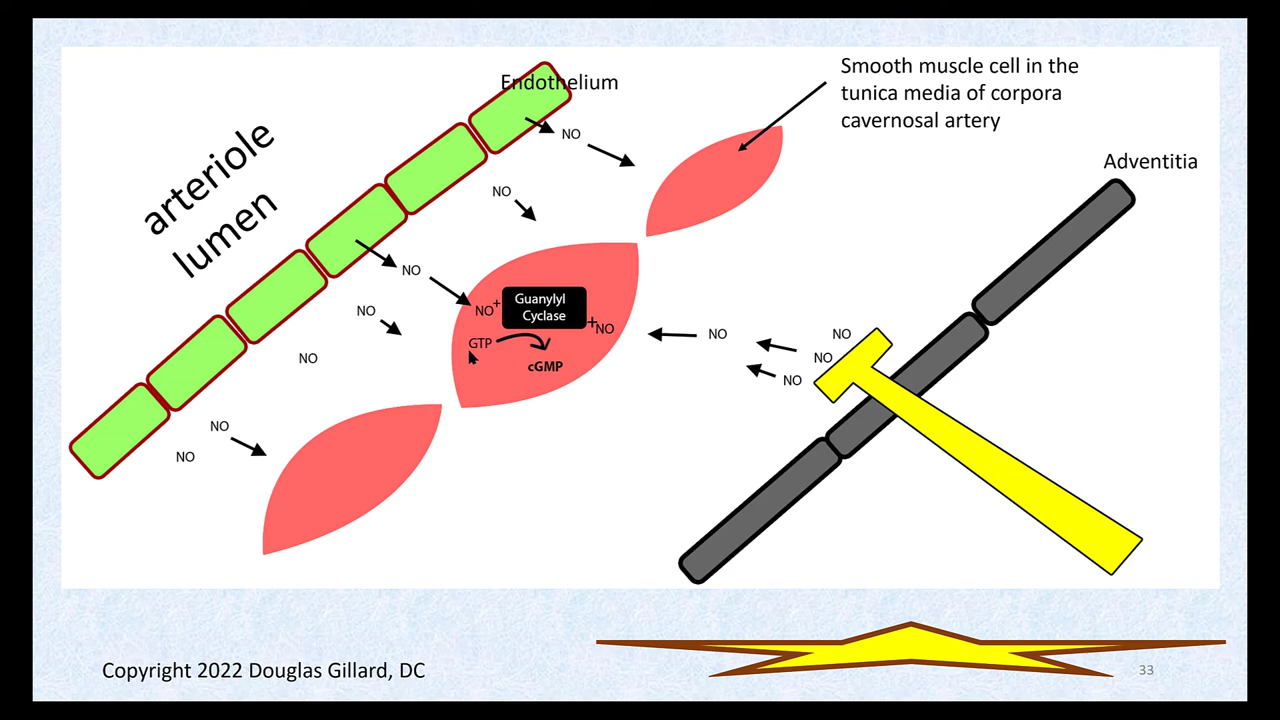 Endothelium
Smooth muscle cell in the
tunica media of corpora
cavernosal artery
arteriole
lumen
Adventitia
NO
NO
NO
NO
NO
NO
NO
NO+
Guanylyl
Cyclase
+NO
GTP
cGMP
NO
NO
NO
NO
Copyright 2022 Douglas Gillard, DC
33